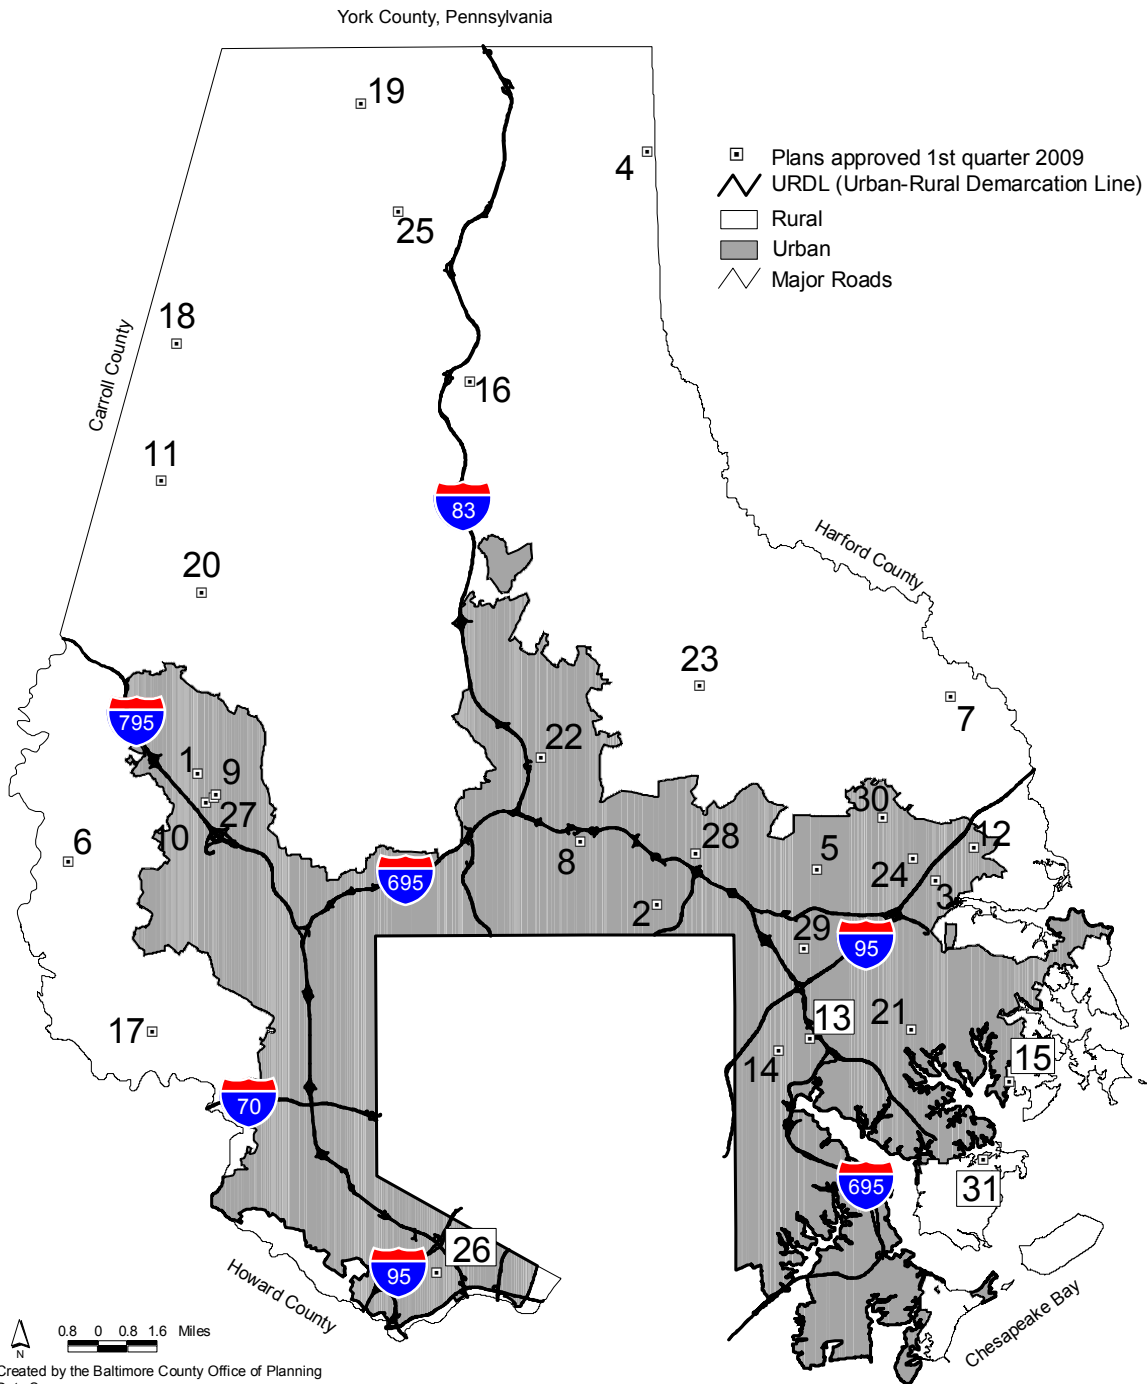 York County, Pennsylvania
19
4
Plans approved 1st quarter 2009
URDL (Urban-Rural Demarcation Line)
Rural
Urban
Major Roads
25
18
Carroll County
16
11
83
Harford County
20
23
7
795
22
1
9
27
10
30
12
6
28
8
5
24
3
695
2
29
95
13
21
17
14
15
70
695
31
26
95
Howard County
Chesapeake Bay
0.8 0 0.8 1.6 Miles
N
Created by the Baltimore County Office of Planning